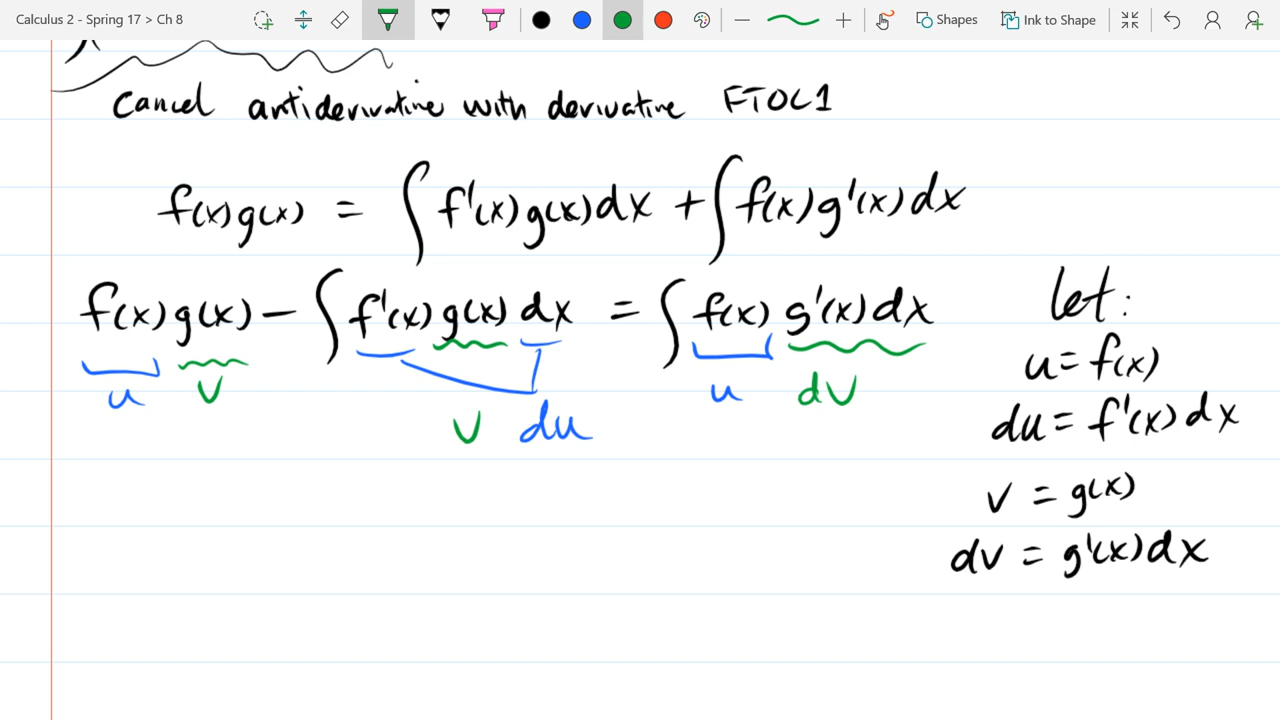 Calculus 2 - Spring 17 > Ch 8
Shapes
Ink to Shape
Cancel antiderivative with derivative FTOC1
f(x)g(x) = ∫ f'(x)g(x)dx + ∫ f(x)g'(x)dx
f(x)g(x) − ∫ f'(x)g(x)dx = ∫ f(x)g'(x)dx
u v v du u dv
let:
u = f(x)
du = f'(x)dx
v = g(x)
dv = g'(x)dx